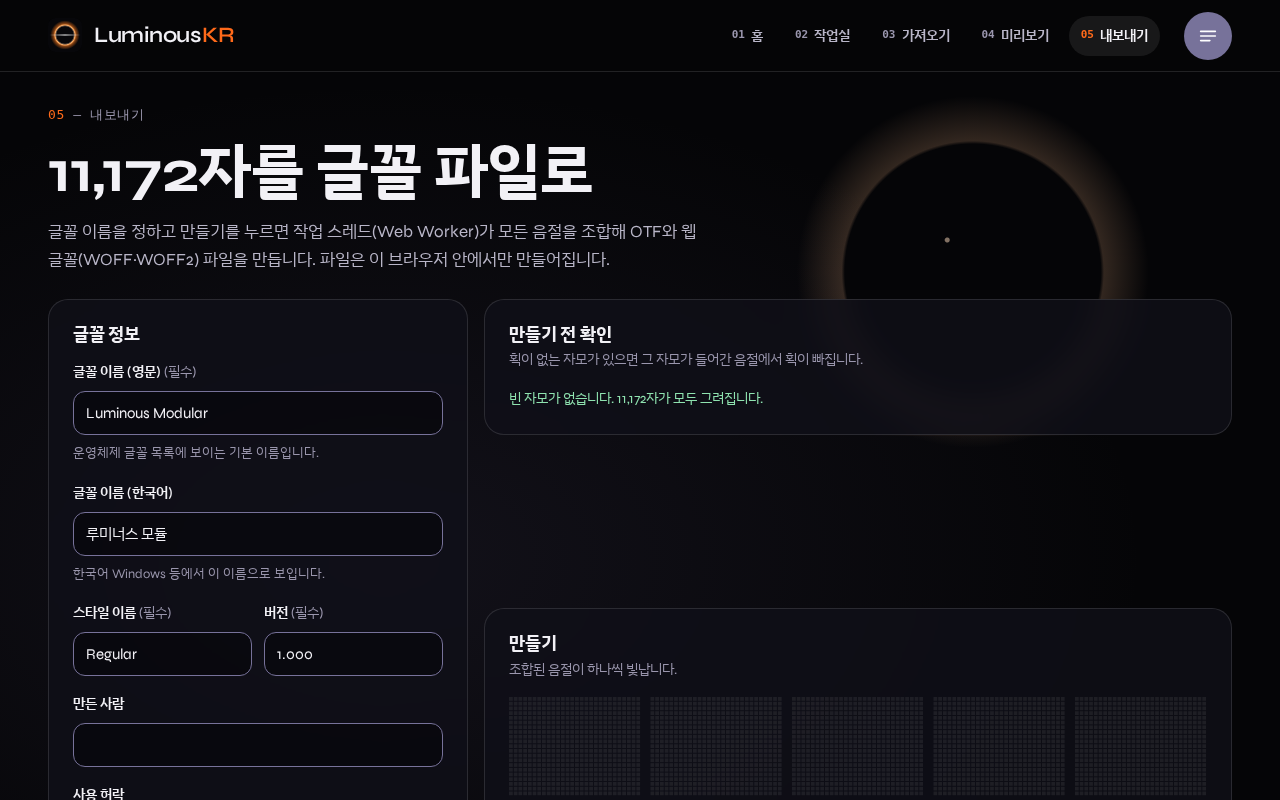 LuminousKR
01 홈
02 작업실
03 가져오기
04 미리보기
05 내보내기
05 — 내보내기
11,172자를 글꼴 파일로
글꼴 이름을 정하고 만들기를 누르면 작업 스레드(Web Worker)가 모든 음절을 조합해 OTF와 웹
글꼴(WOFF·WOFF2) 파일을 만듭니다. 파일은 이 브라우저 안에서만 만들어집니다.
글꼴 정보
글꼴 이름 (영문) (필수)
Luminous Modular
운영체제 글꼴 목록에 보이는 기본 이름입니다.
글꼴 이름 (한국어)
루미너스 모듈
한국어 Windows 등에서 이 이름으로 보입니다.
스타일 이름 (필수)
버전 (필수)
Regular
1.000
만든 사람
사용 허락
만들기 전 확인
획이 없는 자모가 있으면 그 자모가 들어간 음절에서 획이 빠집니다.
빈 자모가 없습니다. 11,172자가 모두 그려집니다.
만들기
조합된 음절이 하나씩 빛납니다.